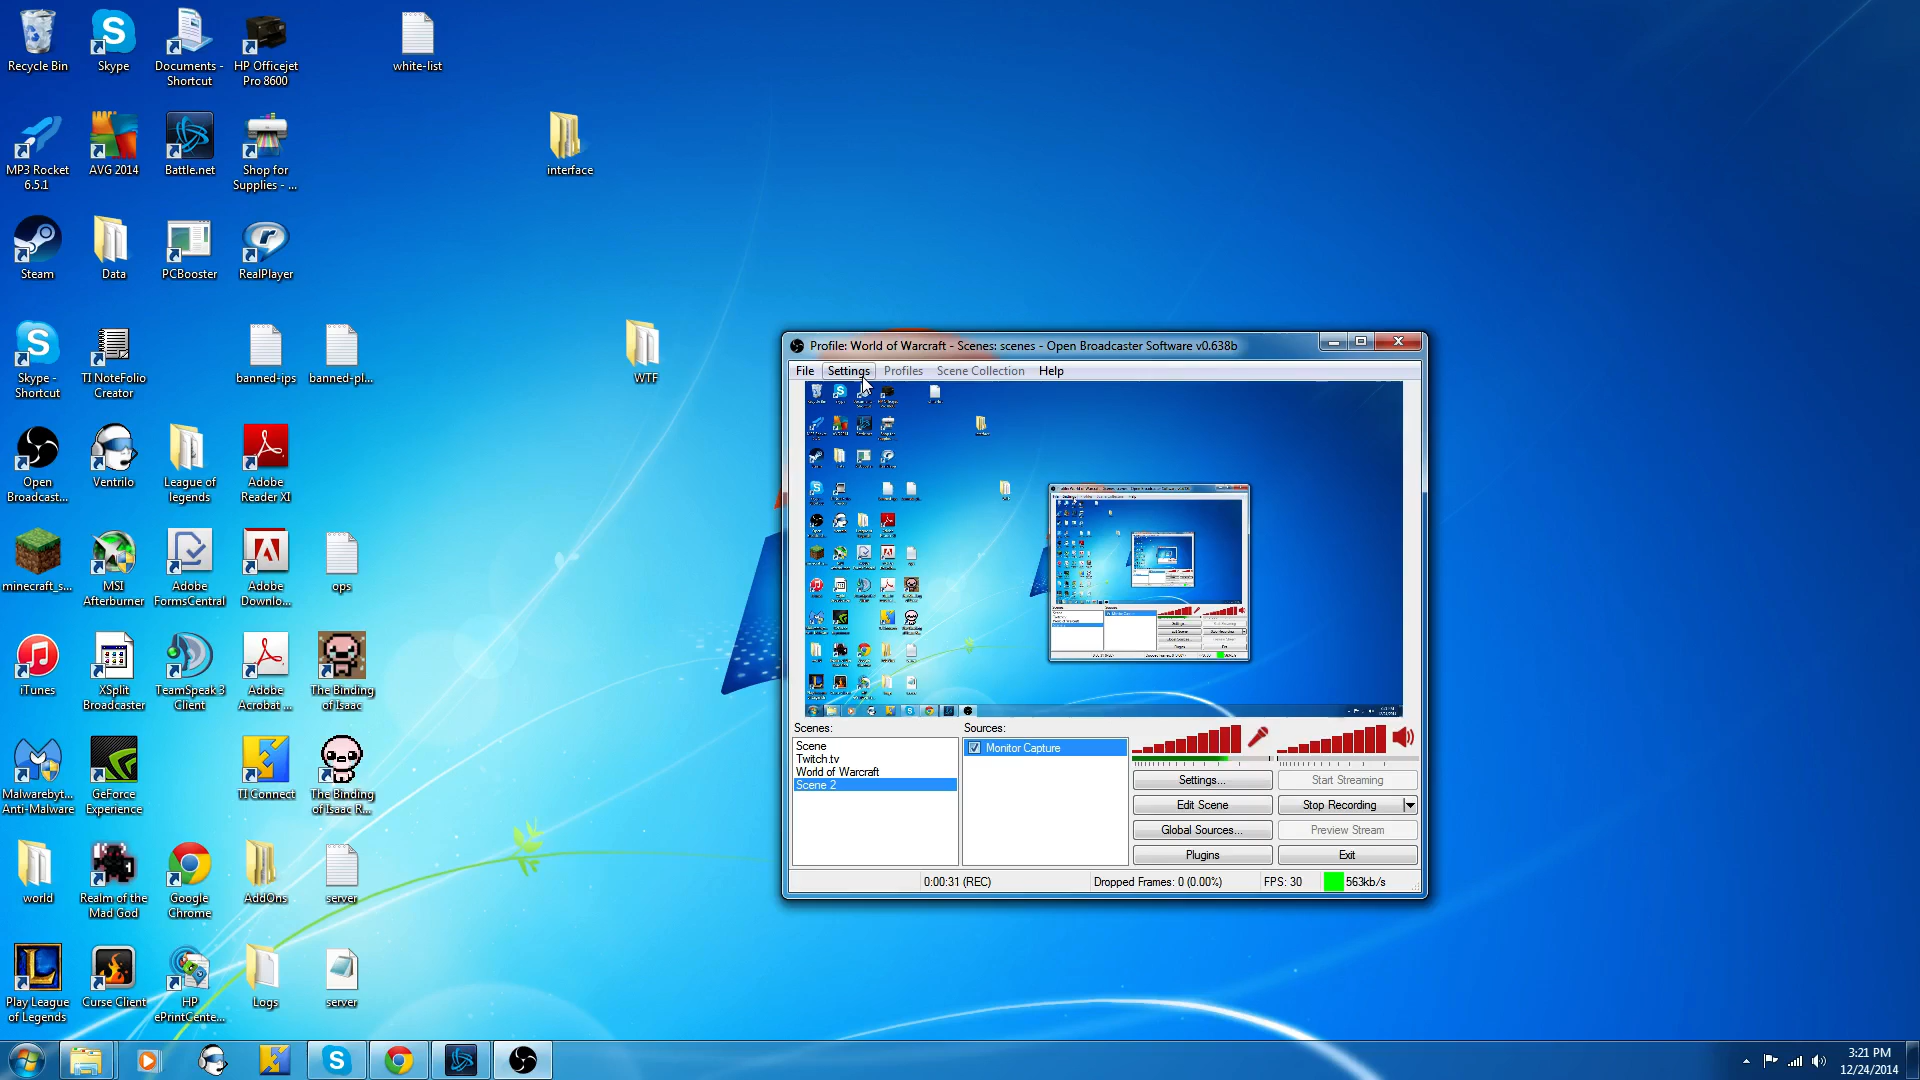 Recycle Bin
Skype
Documents -
Shortcut
HP Officejet
Pro 8600
white-list
MP3 Rocket
6.5.1
AVG 2014
Battle.net
Shop for
Supplies - ...
interface
Steam
Data
PCBooster
RealPlayer
Skype -
Shortcut
TI NoteFolio
Creator
banned-ips
banned-pl...
WTF
Open
Broadcast...
Ventrilo
League of
legends
Adobe
Reader XI
minecraft_s...
MSI
Afterburner
Adobe
FormsCentral
Adobe
Downlo...
ops
iTunes
XSplit
Broadcaster
TeamSpeak 3
Client
Adobe
Acrobat ...
The Binding
of Isaac
Malwarebyt...
Anti-Malware
GeForce
Experience
TI Connect
The Binding
of Isaac R...
world
Realm of the
Mad God
Google
Chrome
AddOns
server
Play League
of Legends
Curse Client
HP
ePrintCente...
Logs
server
Profile: World of Warcraft - Scenes: scenes - Open Broadcaster Software v0.638b
File Settings Profiles Scene Collection Help
Scenes:
Scene
Twitch.tv
World of Warcraft
Scene 2
Sources:
Monitor Capture
Settings...
Start Streaming
Edit Scene
Stop Recording
Global Sources...
Preview Stream
Plugins
Exit
0:00:31 (REC)
Dropped Frames: 0 (0.00%)
FPS: 30
563kb/s
3:21 PM
12/24/2014